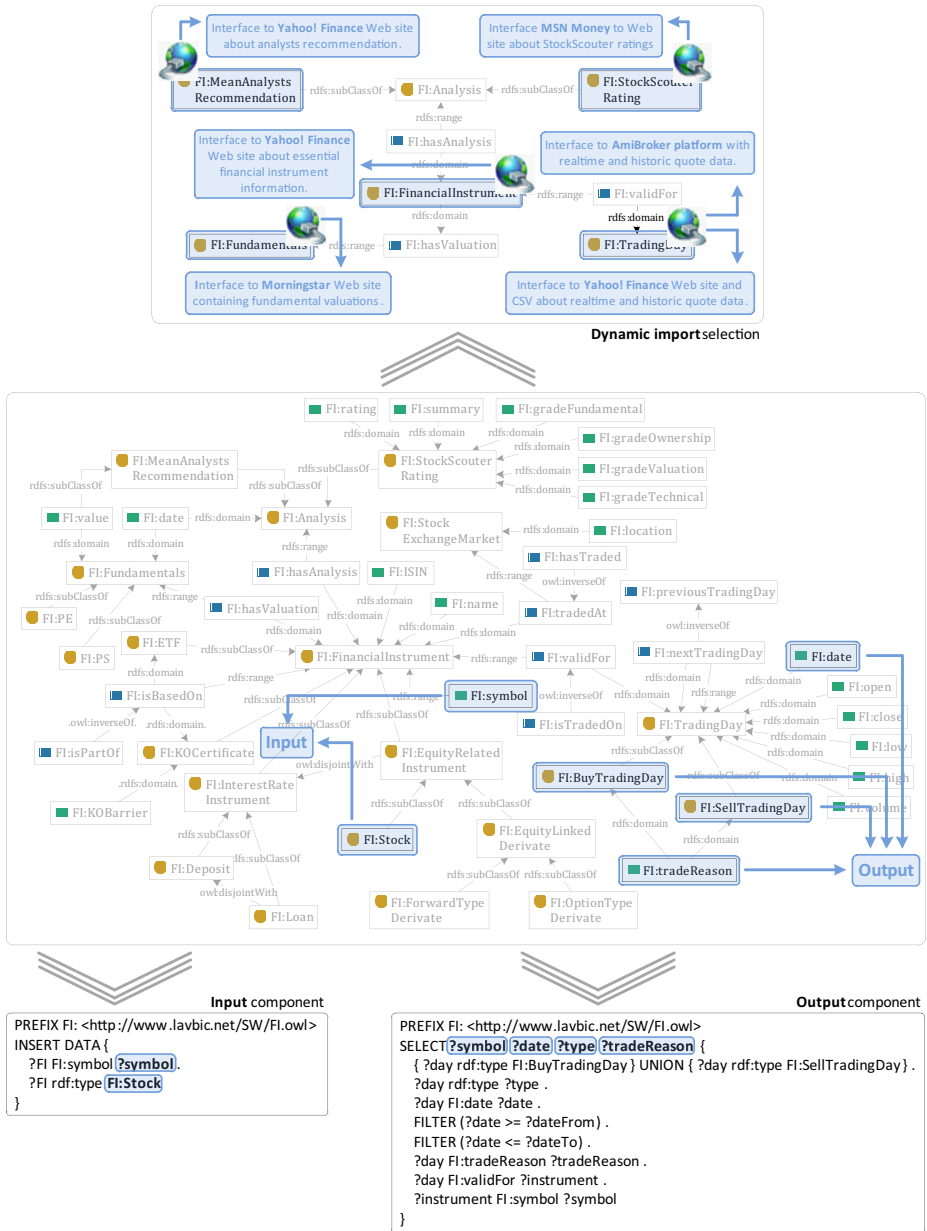 Interface to Yahoo! Finance Web site
about analysts recommendation.
Interface MSN Money to Web
site about StockScouter ratings
FI:MeanAnalysts
Recommendation
rdfs:subClassOf
FI:Analysis
rdfs:subClassOf
FI:StockScouter
Rating
rdfs:range
Interface to Yahoo! Finance
Web site about essential
financial instrument
information.
FI:hasAnalysis
rdfs:domain
Interface to AmiBroker platform with
realtime and historic quote data.
FI:FinancialInstrument
rdfs:range
FI:validFor
rdfs:domain
rdfs:domain
FI:Fundamentals
rdfs:range
FI:hasValuation
FI:TradingDay
Interface to Morningstar Web site
containing fundamental valuations.
Interface to Yahoo! Finance Web site and
CSV about realtime and historic quote data.
Dynamic import selection
FI:rating
FI:summary
FI:gradeFundamental
rdfs:domain
rdfs:domain
rdfs:domain
FI:gradeOwnership
FI:MeanAnalysts
Recommendation
rdfs:subClassOf
FI:StockScouter
Rating
rdfs:domain
rdfs:domain
rdfs:domain
FI:gradeValuation
rdfs:subClassOf
rdfs:subClassOf
FI:gradeTechnical
FI:value
FI:date
rdfs:domain
FI:Analysis
FI:Stock
ExchangeMarket
rdfs:domain
FI:location
rdfs:domain
rdfs:domain
rdfs:range
FI:hasTraded
FI:Fundamentals
FI:hasAnalysis
FI:ISIN
rdfs:range
owl:inverseOf
rdfs:subClassOf
rdfs:range
rdfs:domain
rdfs:domain
FI:previousTradingDay
FI:hasValuation
FI:name
FI:tradedAt
FI:PE
rdfs:subClassOf
rdfs:domain
rdfs:domain
rdfs:domain
owl:inverseOf
FI:ETF
rdfs:subClassOf
FI:PS
FI:FinancialInstrument
rdfs:range
FI:validFor
FI:nextTradingDay
FI:date
rdfs:domain
rdfs:range
rdfs:range
rdfs:domain
rdfs:domain
rdfs:range
rdfs:domain
FI:isBasedOn
rdfs:subClassOf
FI:symbol
owl:inverseOf
FI:open
.owl:inverseOf.
rdfs:domain.
rdfs:subClassOf
FI:isTradedOn
FI:TradingDay
rdfs:domain
FI:close
FI:isPartOf
FI:KOCertificate
Input
FI:EquityRelated
Instrument
rdfs:domain
FI:low
rdfs:subClassOf
.rdfs:domain.
owl:disjointWith
FI:BuyTradingDay
rdfs:subClassOf
rdfs:domain
FI:high
FI:InterestRate
Instrument
rdfs:subClassOf
rdfs:domain
FI:volume
FI:KOBarrier
rdfs:subClassOf
FI:SellTradingDay
rdfs:subClassOf
FI:Stock
FI:EquityLinked
Derivate
rdfs:domain
rdfs:domain
FI:Deposit
rdfs:subClassOf
rdfs:subClassOf
rdfs:subClassOf
FI:tradeReason
Output
owl:disjointWith
FI:Loan
FI:ForwardType
Derivate
FI:OptionType
Derivate
Input component
PREFIX FI: <http://www.lavbic.net/SW/FI.owl>
INSERT DATA {
?FI FI:symbol ?symbol.
?FI rdf:type FI:Stock
}
Output component
PREFIX FI: <http://www.lavbic.net/SW/FI.owl>
SELECT ?symbol ?date ?type ?tradeReason {
{ ?day rdf:type FI:BuyTradingDay } UNION { ?day rdf:type FI:SellTradingDay } .
?day rdf:type ?type .
?day FI:date ?date .
FILTER (?date >= ?dateFrom) .
FILTER (?date <= ?dateTo) .
?day FI:tradeReason ?tradeReason .
?day FI:validFor ?instrument .
?instrument FI:symbol ?symbol
}